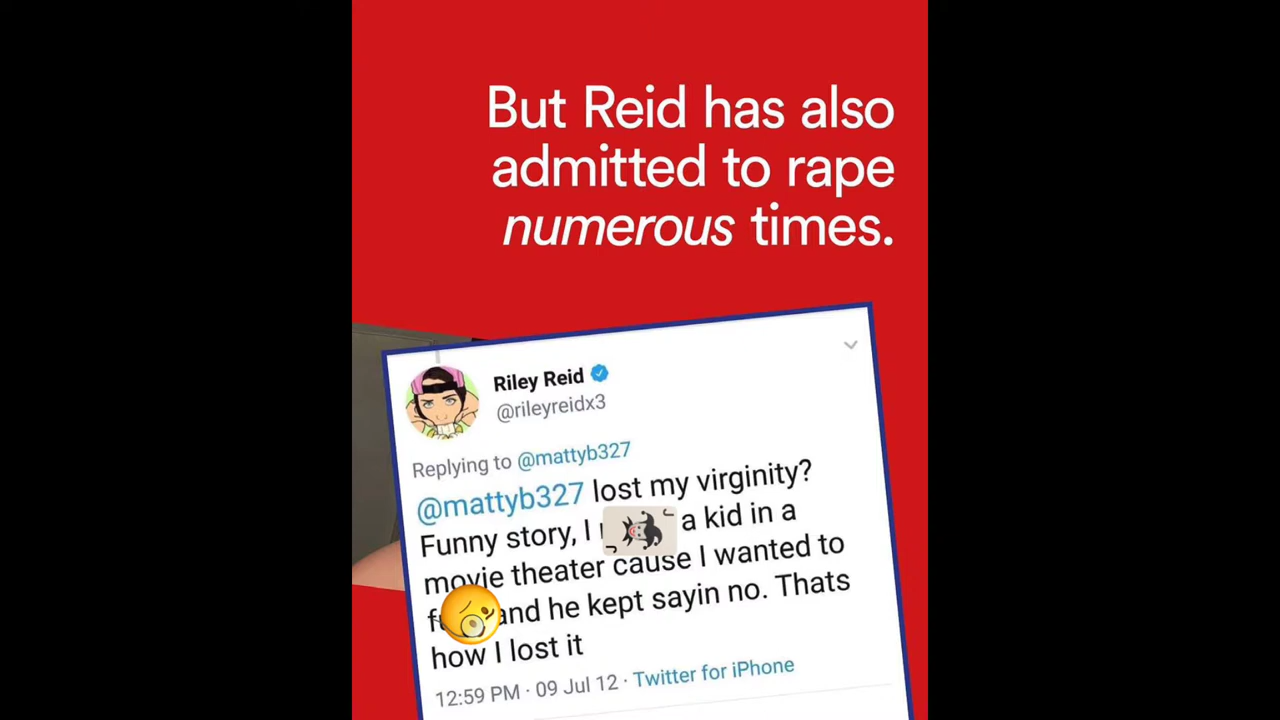 But Reid has also
admitted to rape
numerous times.
Riley Reid
@rileyreidx3
Replying to @mattyb327
@mattyb327 lost my virginity?
Funny story, I a kid in a
movie theater cause I wanted to
and he kept sayin no. Thats
how I lost it
12:59 PM · 09 Jul 12 · Twitter for iPhone